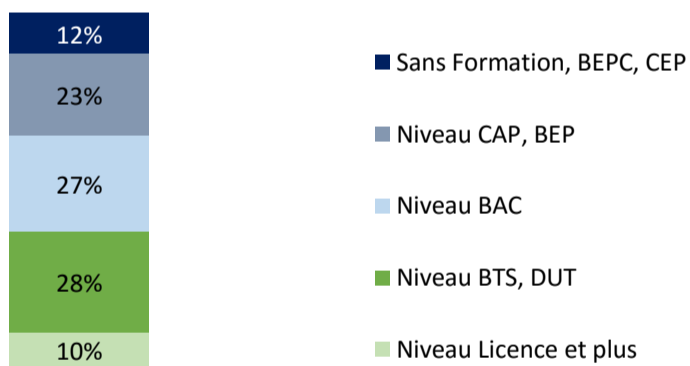 12%
23%
27%
28%
10%
Sans Formation, BEPC, CEP
Niveau CAP, BEP
Niveau BAC
Niveau BTS, DUT
Niveau Licence et plus